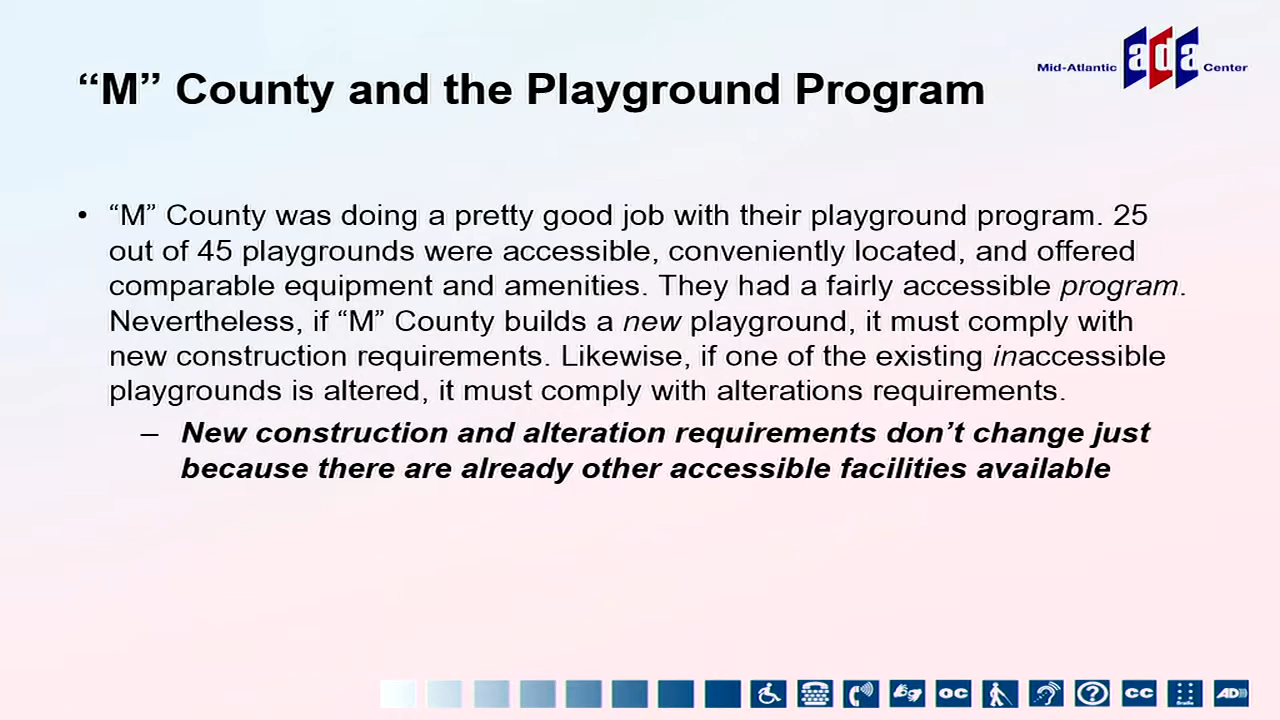 Mid-Atlantic ada Center
“M” County and the Playground Program
• “M” County was doing a pretty good job with their playground program. 25
out of 45 playgrounds were accessible, conveniently located, and offered
comparable equipment and amenities. They had a fairly accessible program.
Nevertheless, if “M” County builds a new playground, it must comply with
new construction requirements. Likewise, if one of the existing inaccessible
playgrounds is altered, it must comply with alterations requirements.
– New construction and alteration requirements don’t change just
because there are already other accessible facilities available
OC ? CC Braille AD